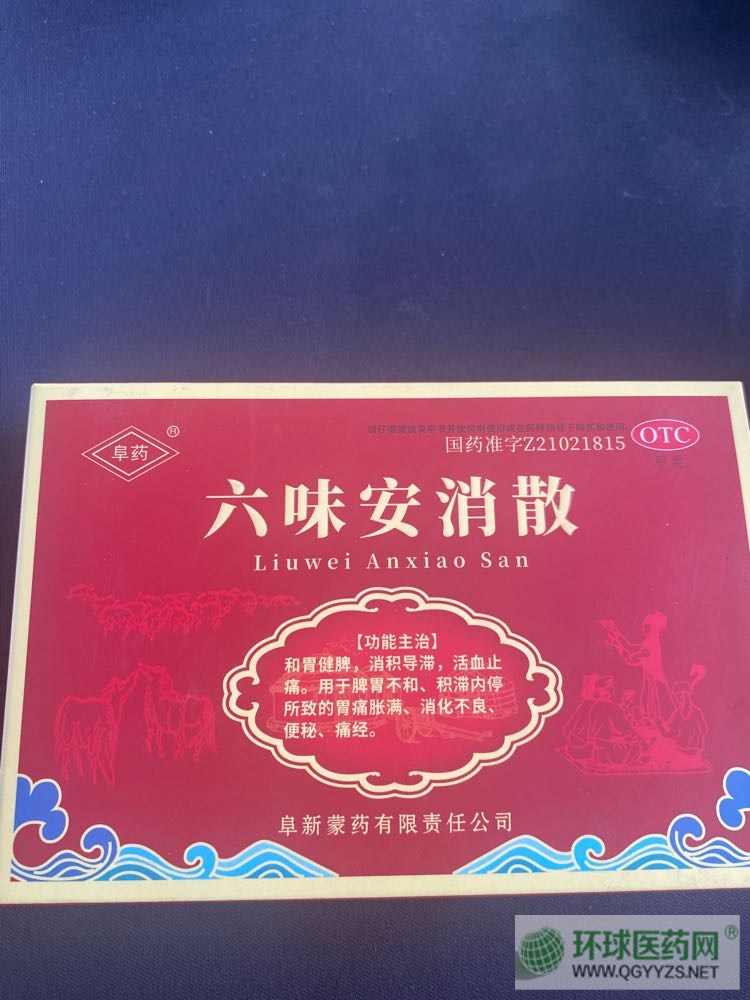 阜药®
请仔细阅读说明书并按说明使用或在药师指导下购买和使用
国药准字Z21021815
OTC
甲类
六味安消散
Liuwei Anxiao San
【功能主治】
和胃健脾，消积导滞，活血止
痛。用于脾胃不和、积滞内停
所致的胃痛胀满、消化不良、
便秘、痛经。
阜新蒙药有限责任公司
环球医药网®
WWW.QGYYZS.NET